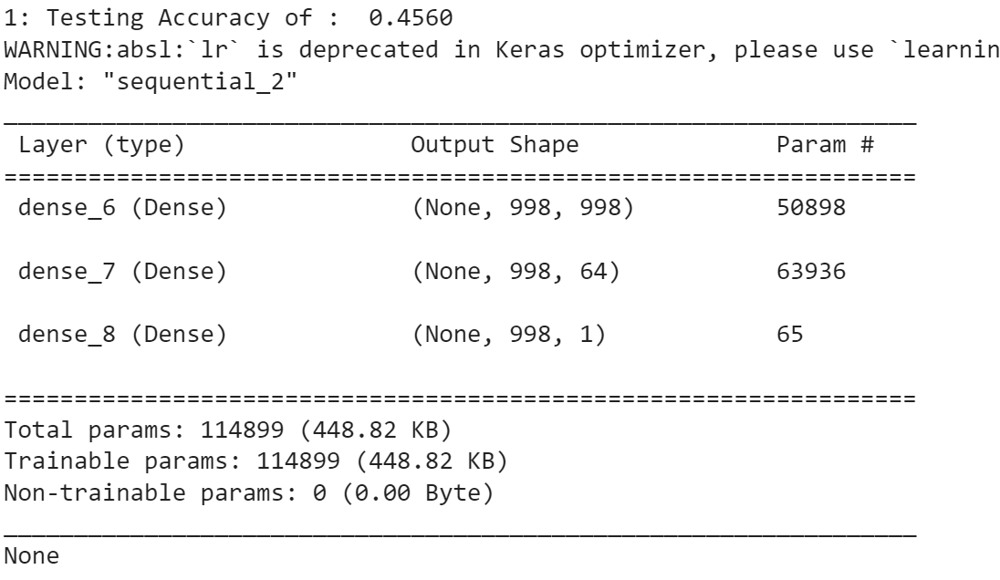 1: Testing Accuracy of :  0.4560
WARNING:absl:`lr` is deprecated in Keras optimizer, please use `learnin
Model: "sequential_2"
_________________________________________________________________
Layer (type)                Output Shape              Param #
=================================================================
dense_6 (Dense)             (None, 998, 998)          50898
dense_7 (Dense)             (None, 998, 64)           63936
dense_8 (Dense)             (None, 998, 1)            65
=================================================================
Total params: 114899 (448.82 KB)
Trainable params: 114899 (448.82 KB)
Non-trainable params: 0 (0.00 Byte)
_________________________________________________________________
None